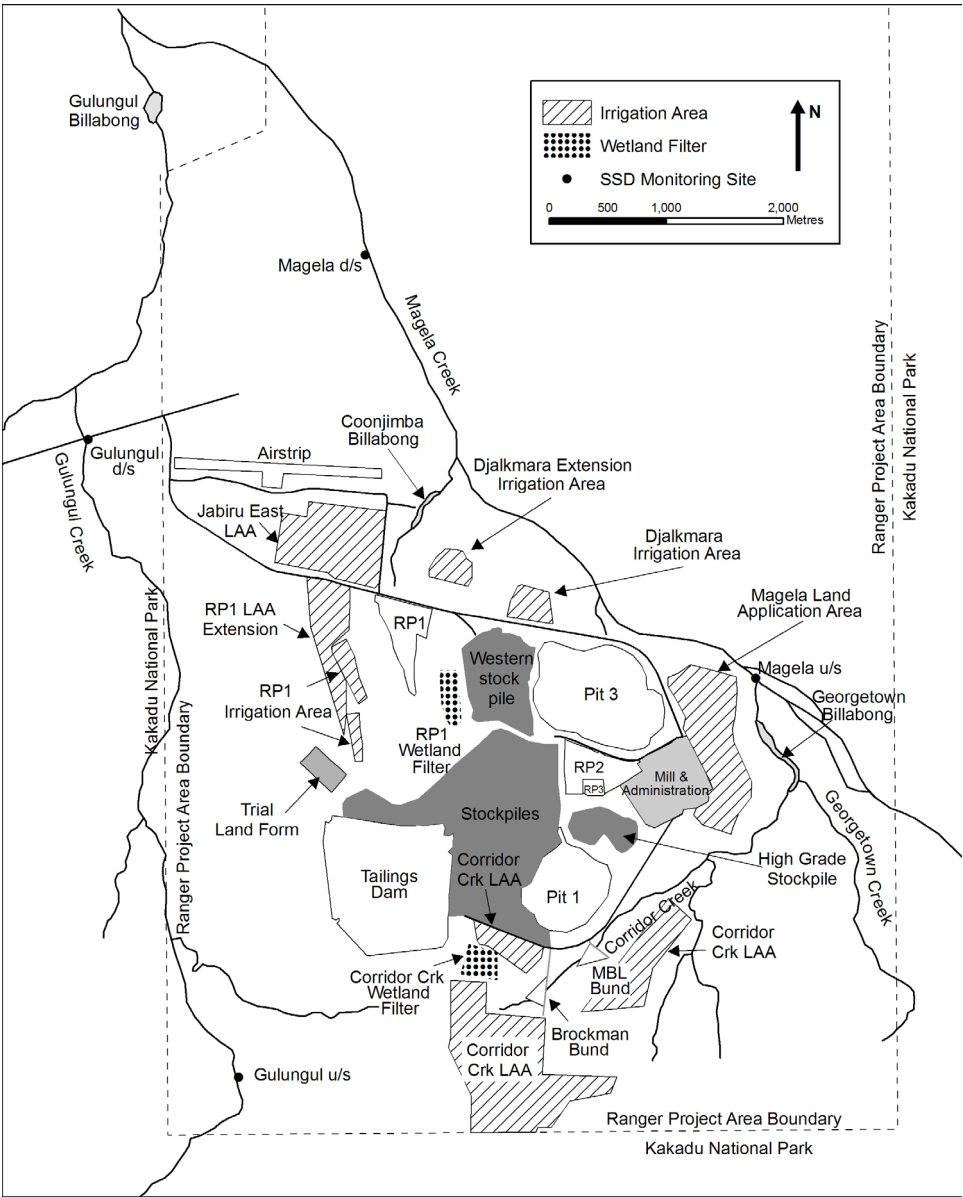 Gulungul
Billabong
Irrigation Area
N
Wetland Filter
SSD Monitoring Site
0 500 1,000 2,000
Metres
Magela d/s
Magela Creek
Ranger Project Area Boundary
Kakadu National Park
Coonjimba
Billabong
Gulungul
d/s
Gulungui Creek
Airstrip
Djalkmara Extension
Irrigation Area
Jabiru East
LAA
Djalkmara
Irrigation Area
Magela Land
Application Area
RP1 LAA
Extension
RP1
Western
stock
pile
Pit 3
Magela u/s
Georgetown
Billabong
Kakadu National Park
Ranger Project Area Boundary
RP1
Irrigation Area
RP1
Wetland
Filter
RP2
RP3
Mill &
Administration
Trial
Land Form
Stockpiles
Georgetown Creek
High Grade
Stockpile
Tailings
Dam
Corridor
Crk LAA
Pit 1
Corridor Creek
Corridor
Crk LAA
Corridor Crk
Wetland
Filter
MBL
Bund
Brockman
Bund
Corridor
Crk LAA
Gulungul u/s
Ranger Project Area Boundary
Kakadu National Park